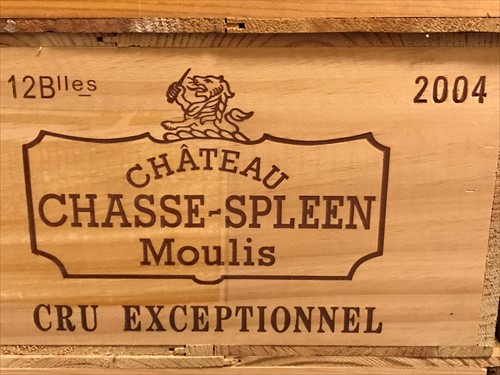 12Blles 2004
CHÂTEAU
CHASSE-SPLEEN
Moulis
CRU EXCEPTIONNEL